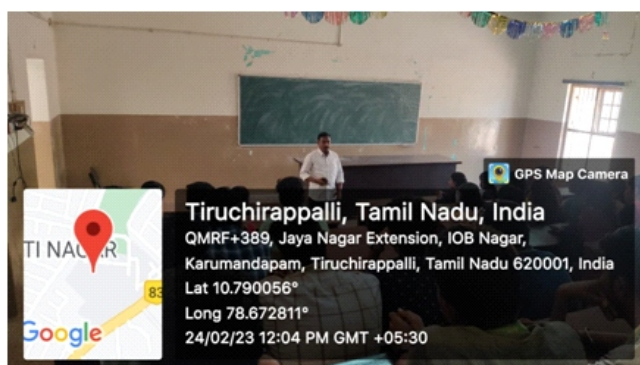 GPS Map Camera
Tiruchirappalli, Tamil Nadu, India
QMRF+389, Jaya Nagar Extension, IOB Nagar,
Karumandapam, Tiruchirappalli, Tamil Nadu 620001, India
Lat 10.790056°
Long 78.672811°
24/02/23 12:04 PM GMT +05:30
TI NAGAR
83
Google